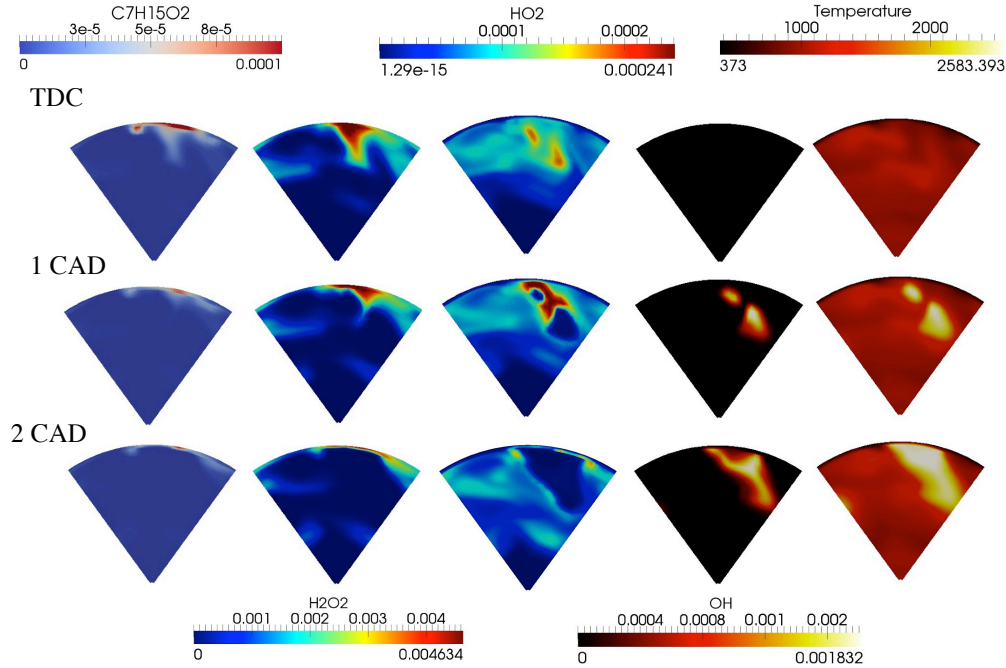 C7H15O2 HO2 Temperature
3e-5 5e-5 8e-5 0.0001 0.0002 1000 2000
0 0.0001 1.29e-15 0.000241 373 2583.393
TDC
1 CAD
2 CAD
H2O2 OH
0.001 0.002 0.003 0.004 0.0004 0.0008 0.001 0.002
0 0.004634 0 0.001832